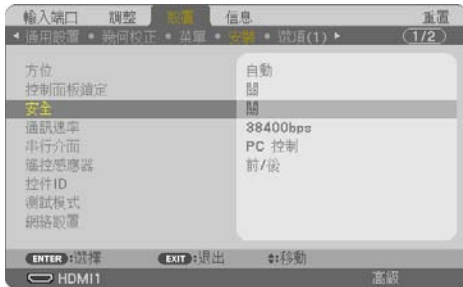 輸入端口 調整 設置 信息 重置
◂ 通用設置 • 幾何校正 • 菜單 • 安裝 • 選項(1) ▸ (1/2)
方位 自動
控制面板鎖定 關
安全 關
通訊速率 38400bps
串行介面 PC 控制
遙控感應器 前/後
控件ID
測試模式
網絡設置
ENTER :選擇 EXIT :退出 ⬍:移動
HDMI1 高級